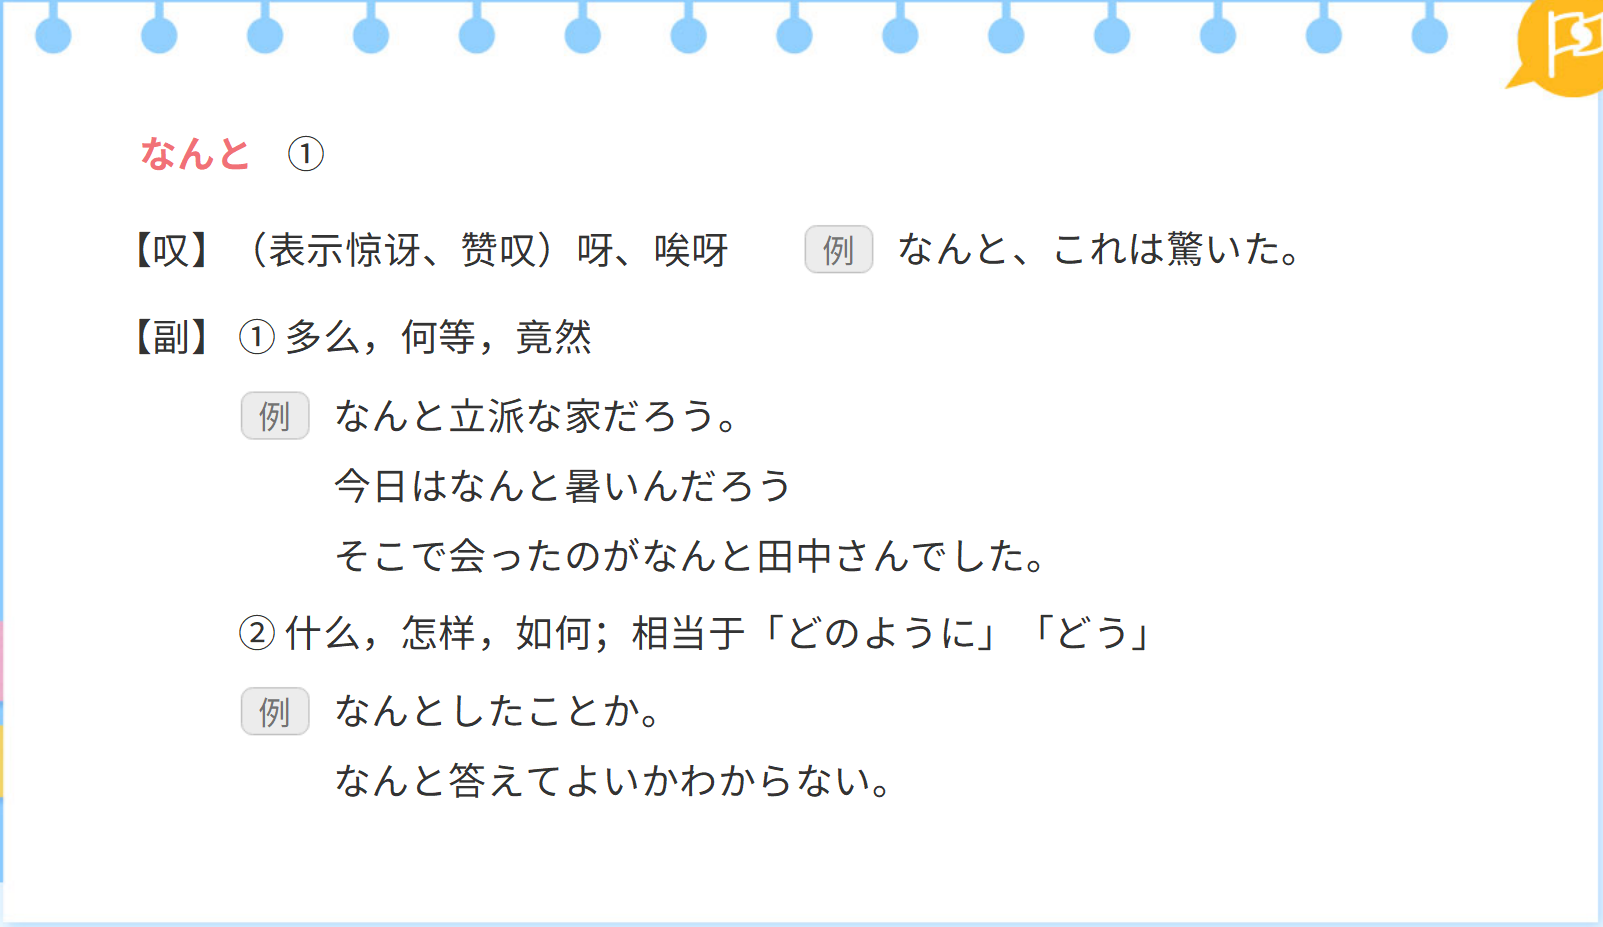 なんと ①
【叹】（表示惊讶、赞叹）呀、唉呀 例 なんと、これは驚いた。
【副】 ① 多么，何等，竟然
例 なんと立派な家だろう。
今日はなんと暑いんだろう
そこで会ったのがなんと田中さんでした。
② 什么，怎样，如何；相当于「どのように」「どう」
例 なんとしたことか。
なんと答えてよいかわからない。